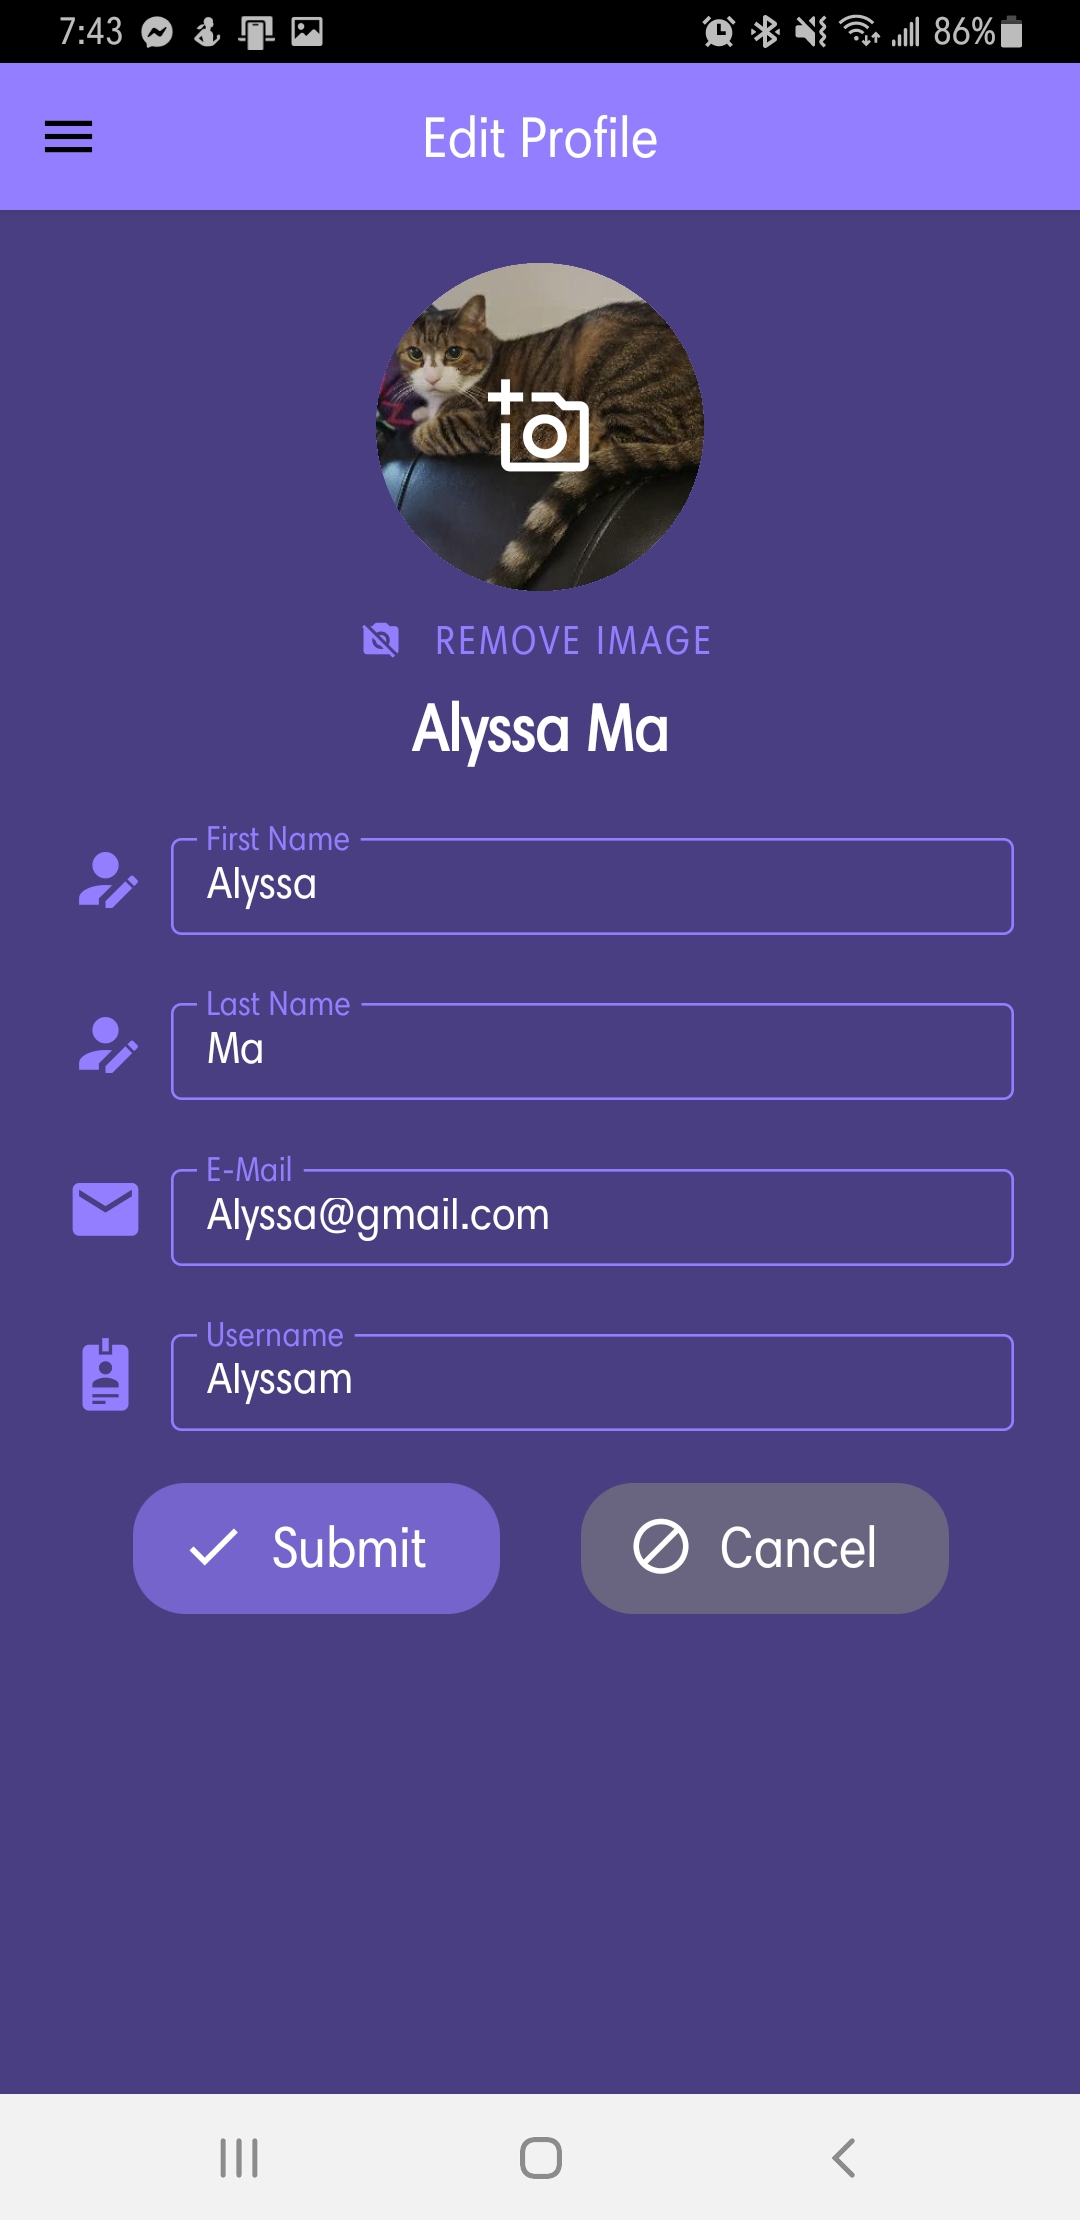 7:43 86%
Edit Profile
REMOVE IMAGE
Alyssa Ma
First Name
Alyssa
Last Name
Ma
E-Mail
Alyssa@gmail.com
Username
Alyssam
Submit Cancel